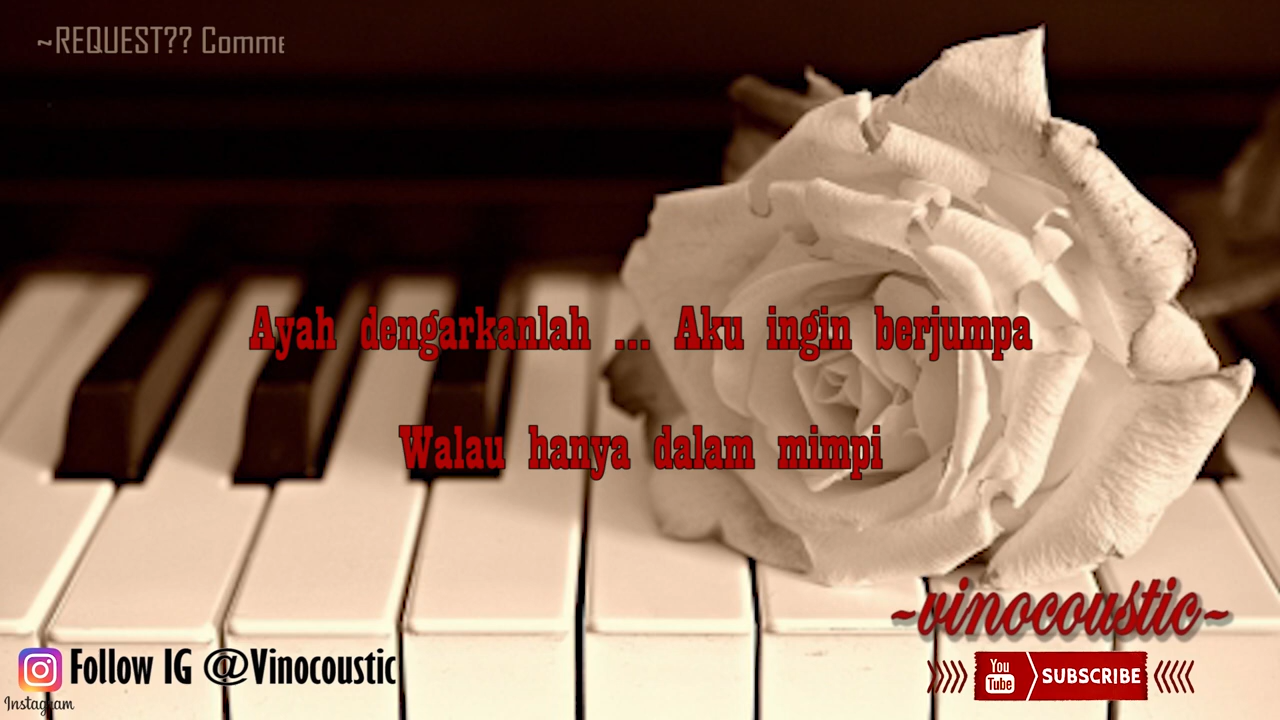 ~REQUEST?? Comme
Ayah dengarkanlah ... Aku ingin berjumpa
Walau hanya dalam mimpi
~vinocoustic~
You Tube SUBSCRIBE
Follow IG @Vinocoustic
Instagram